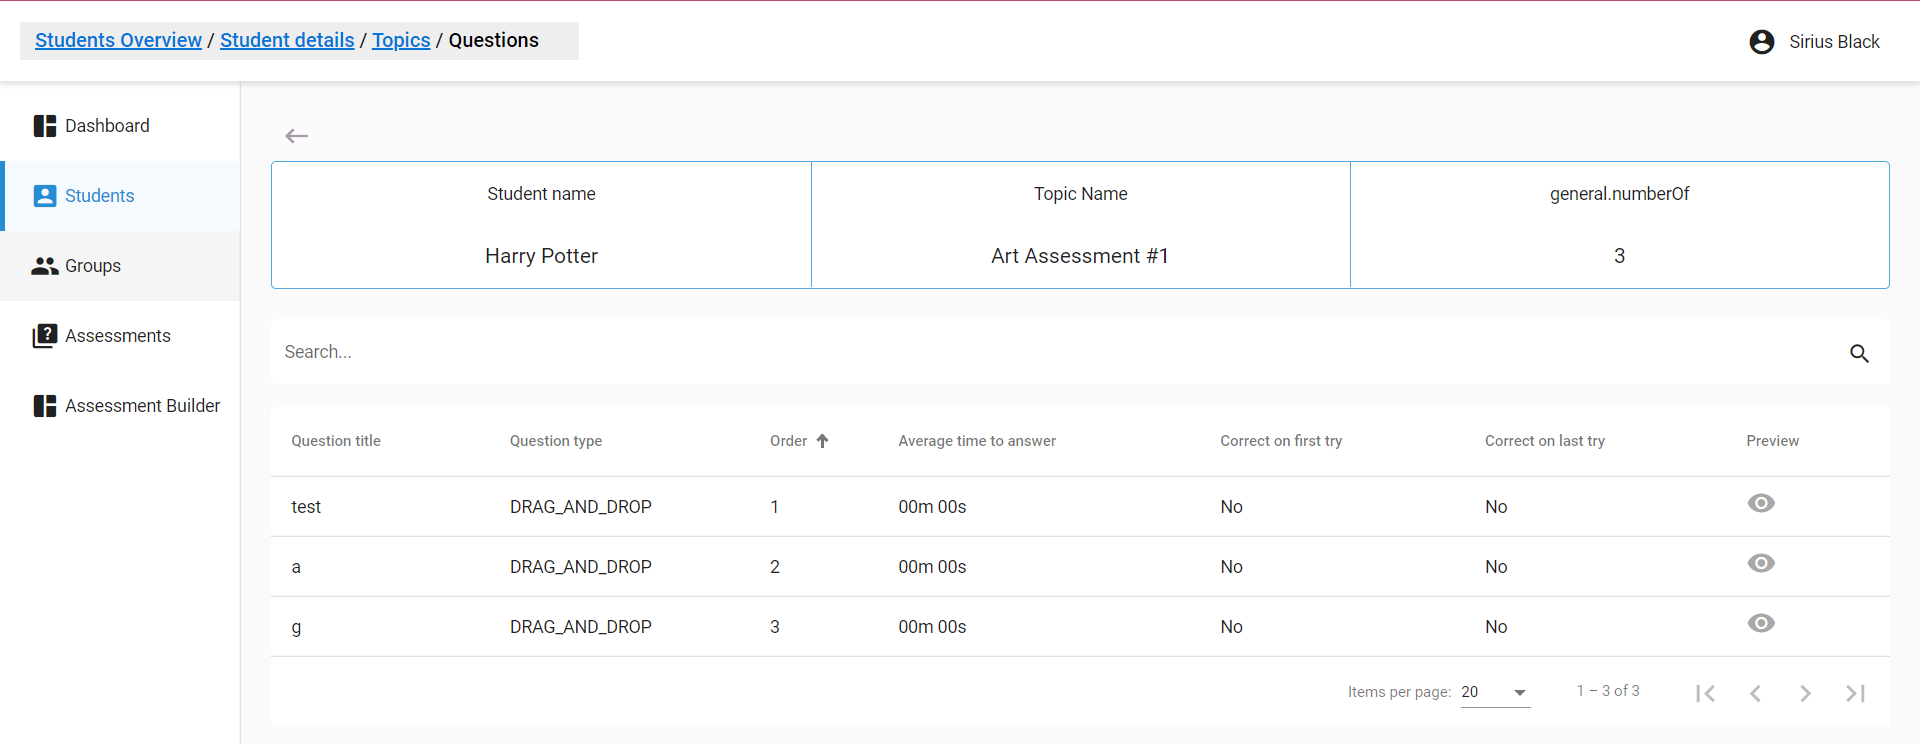 Students Overview / Student details / Topics / Questions
Sirius Black
Dashboard
Students
Groups
Assessments
Assessment Builder
Student name
Harry Potter
Topic Name
Art Assessment #1
general.numberOf
3
Search...
Question title Question type Order Average time to answer Correct on first try Correct on last try Preview
test DRAG_AND_DROP 1 00m 00s No No
a DRAG_AND_DROP 2 00m 00s No No
g DRAG_AND_DROP 3 00m 00s No No
Items per page: 20 1 – 3 of 3